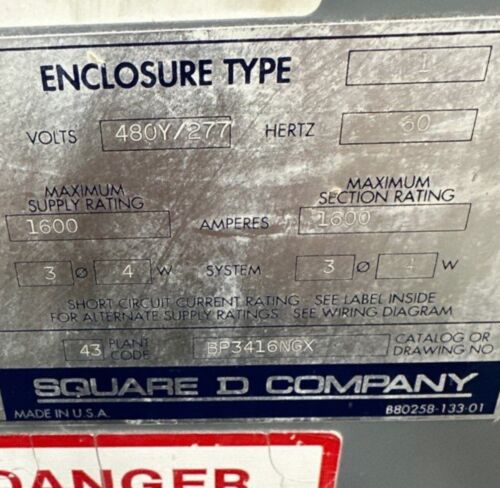 ENCLOSURE TYPE 1
VOLTS 480Y/277 HERTZ 60
MAXIMUM SUPPLY RATING 1600 AMPERES MAXIMUM SECTION RATING 1600
3 Ø 4 W SYSTEM 3 Ø W
SHORT CIRCUIT CURRENT RATING - SEE LABEL INSIDE
FOR ALTERNATE SUPPLY RATINGS - SEE WIRING DIAGRAM
43 PLANT CODE BP3416NGX CATALOG OR DRAWING NO
SQUARE D COMPANY
MADE IN U.S.A. 880258-133-01
DANGER